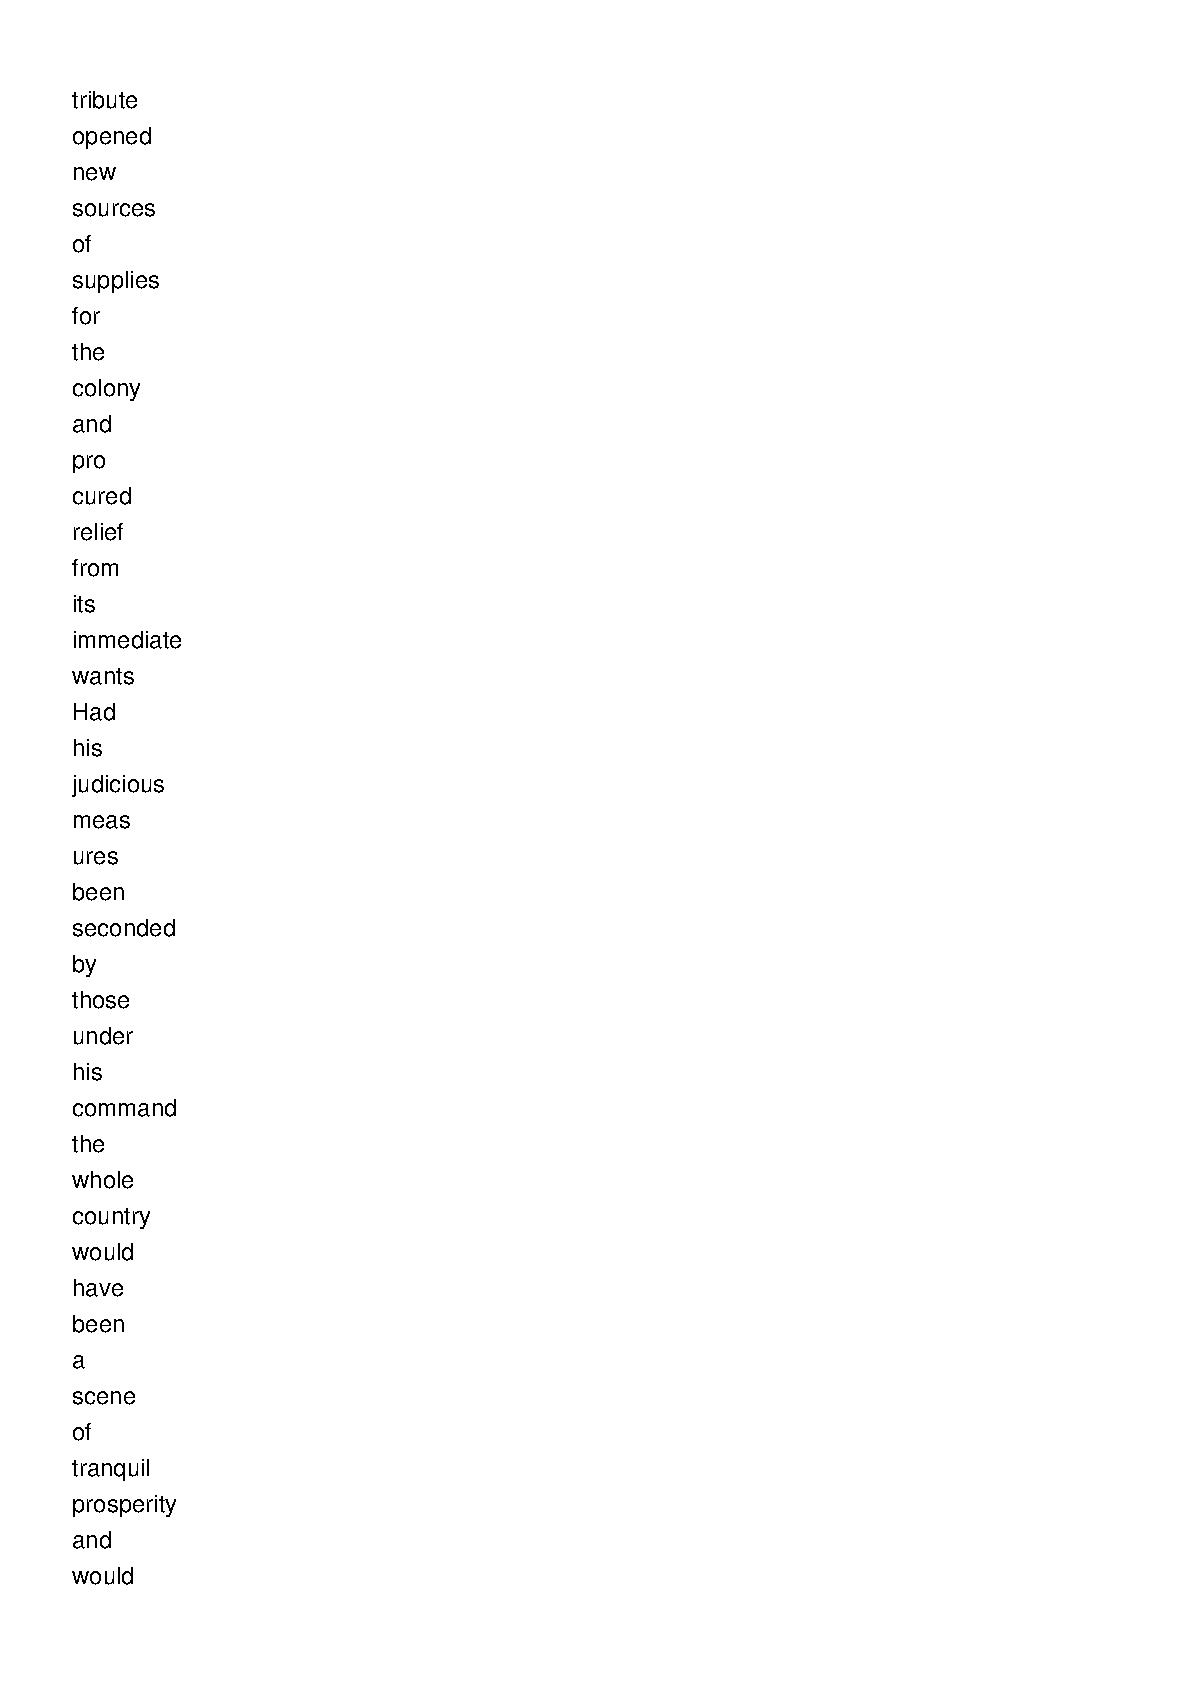 tribute
opened
new
sources
of
supplies
for
the
colony
and
pro
cured
relief
from
its
immediate
wants
Had
his
judicious
meas
ures
been
seconded
by
those
under
his
command
the
whole
country
would
have
been
a
scene
of
tranquil
prosperity
and
would